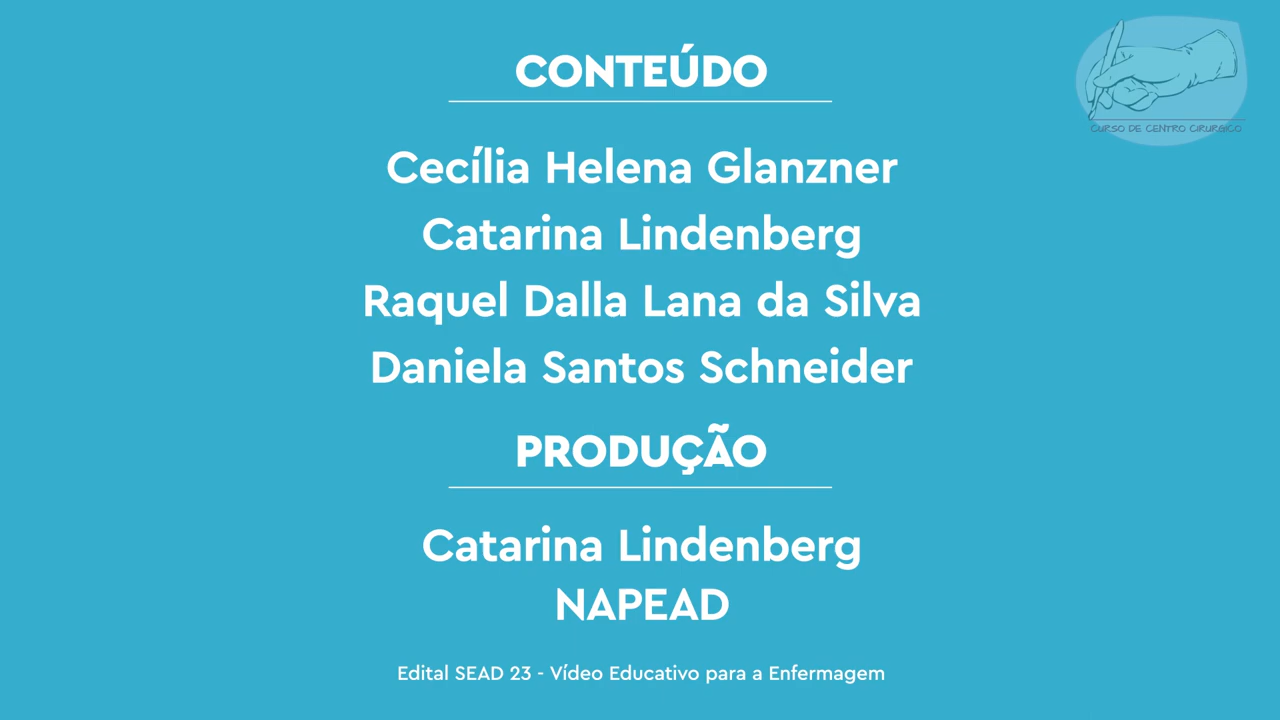 CONTEÚDO
CURSO DE CENTRO CIRURGICO
Cecília Helena Glanzner
Catarina Lindenberg
Raquel Dalla Lana da Silva
Daniela Santos Schneider
PRODUÇÃO
Catarina Lindenberg
NAPEAD
Edital SEAD 23 - Vídeo Educativo para a Enfermagem